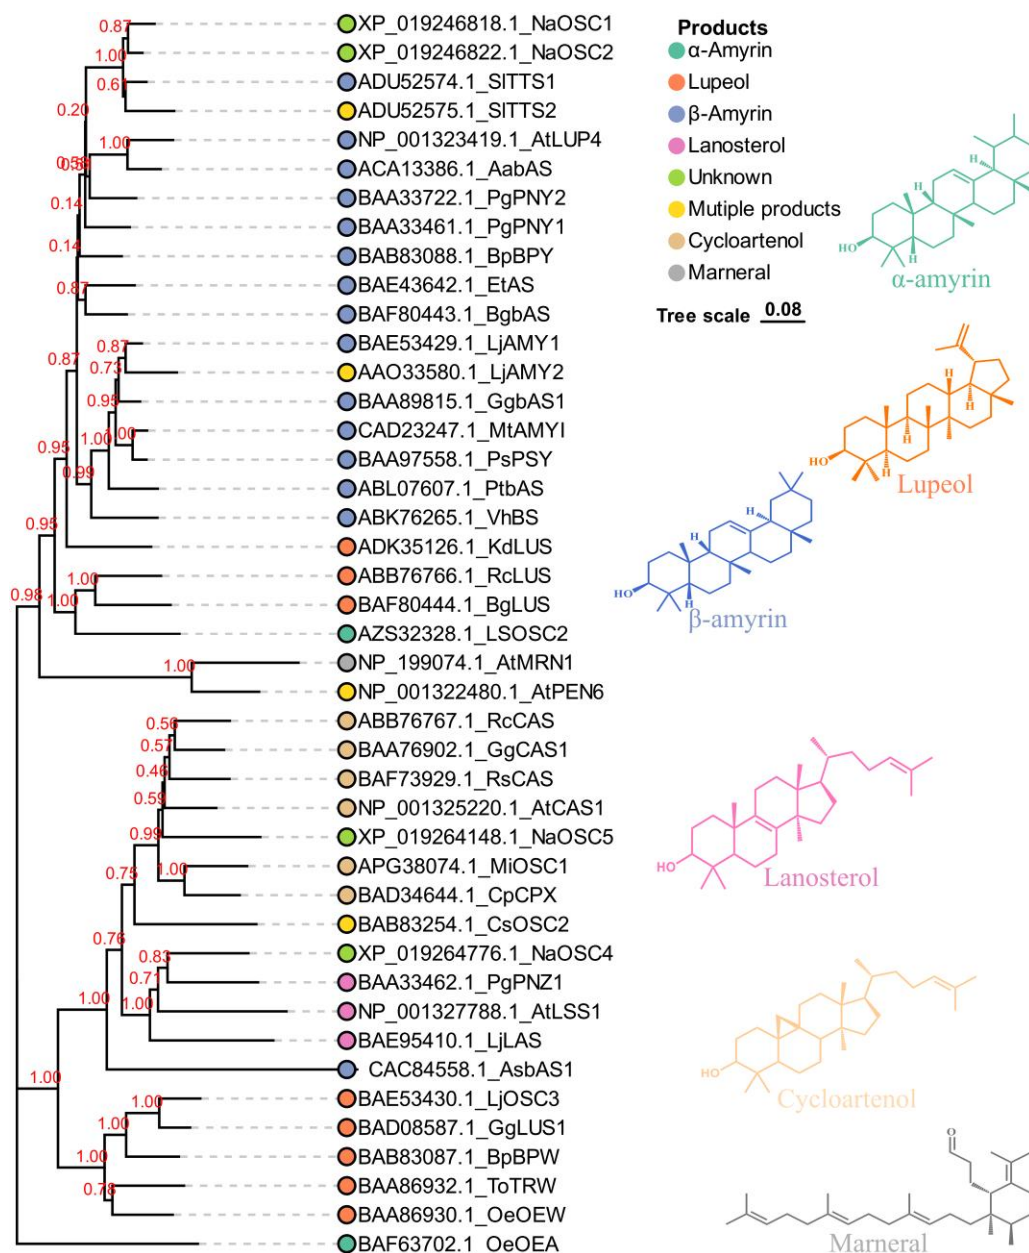 XP_019246818.1_NaOSC1
XP_019246822.1_NaOSC2
ADU52574.1_SlTTS1
ADU52575.1_SlTTS2
NP_001323419.1_AtLUP4
ACA13386.1_AabAS
BAA33722.1_PgPNY2
BAA33461.1_PgPNY1
BAB83088.1_BpBPY
BAE43642.1_EtAS
BAF80443.1_BgbAS
BAE53429.1_LjAMY1
AAO33580.1_LjAMY2
BAA89815.1_GgbAS1
CAD23247.1_MtAMYI
BAA97558.1_PsPSY
ABL07607.1_PtbAS
ABK76265.1_VhBS
ADK35126.1_KdLUS
ABB76766.1_RcLUS
BAF80444.1_BgLUS
AZS32328.1_LSOSC2
NP_199074.1_AtMRN1
NP_001322480.1_AtPEN6
ABB76767.1_RcCAS
BAA76902.1_GgCAS1
BAF73929.1_RsCAS
NP_001325220.1_AtCAS1
XP_019264148.1_NaOSC5
APG38074.1_MiOSC1
BAD34644.1_CpCPX
BAB83254.1_CsOSC2
XP_019264776.1_NaOSC4
BAA33462.1_PgPNZ1
NP_001327788.1_AtLSS1
BAE95410.1_LjLAS
CAC84558.1_AsbAS1
BAE53430.1_LjOSC3
BAD08587.1_GgLUS1
BAB83087.1_BpBPW
BAA86932.1_ToTRW
BAA86930.1_OeOEW
BAF63702.1_OeOEA
0.87
1.00
0.61
0.20
1.00
0.14
0.14
0.87
0.87
0.87
0.73
0.95
1.00
1.00
0.95
0.99
0.95
1.00
0.98
1.00
1.00
0.56
0.57
0.46
0.59
0.99
1.00
0.75
0.76
0.83
0.71
1.00
1.00
1.00
1.00
1.00
1.00
0.78
Products
α-Amyrin
Lupeol
β-Amyrin
Lanosterol
Unknown
Mutiple products
Cycloartenol
Marneral
Tree scale 0.08
H
H
HO
H
α-amyrin
H
H
H
HO
H
Lupeol
H
H
HO
H
β-amyrin
HO
Lanosterol
HO
Cycloartenol
O
Marneral